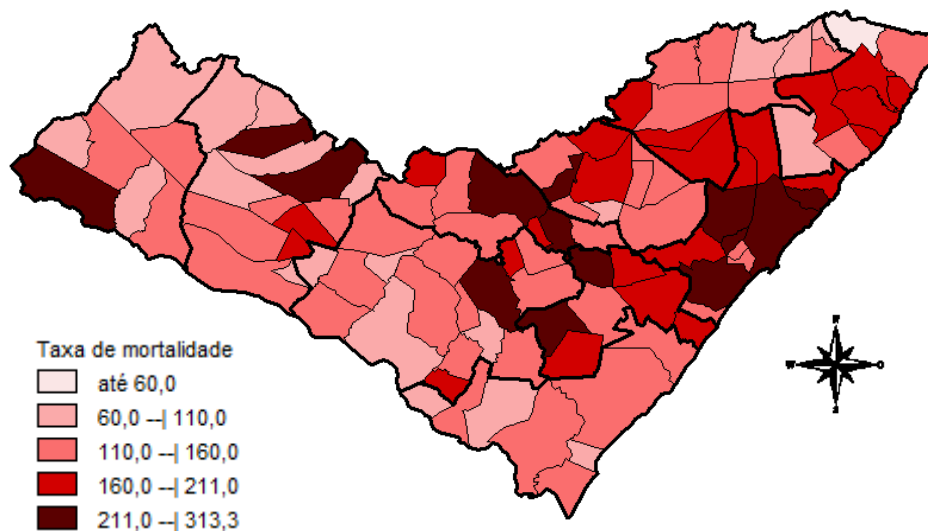 N
W
O
S
Taxa de mortalidade
até 60,0
60,0 --| 110,0
110,0 --| 160,0
160,0 --| 211,0
211,0 --| 313,3